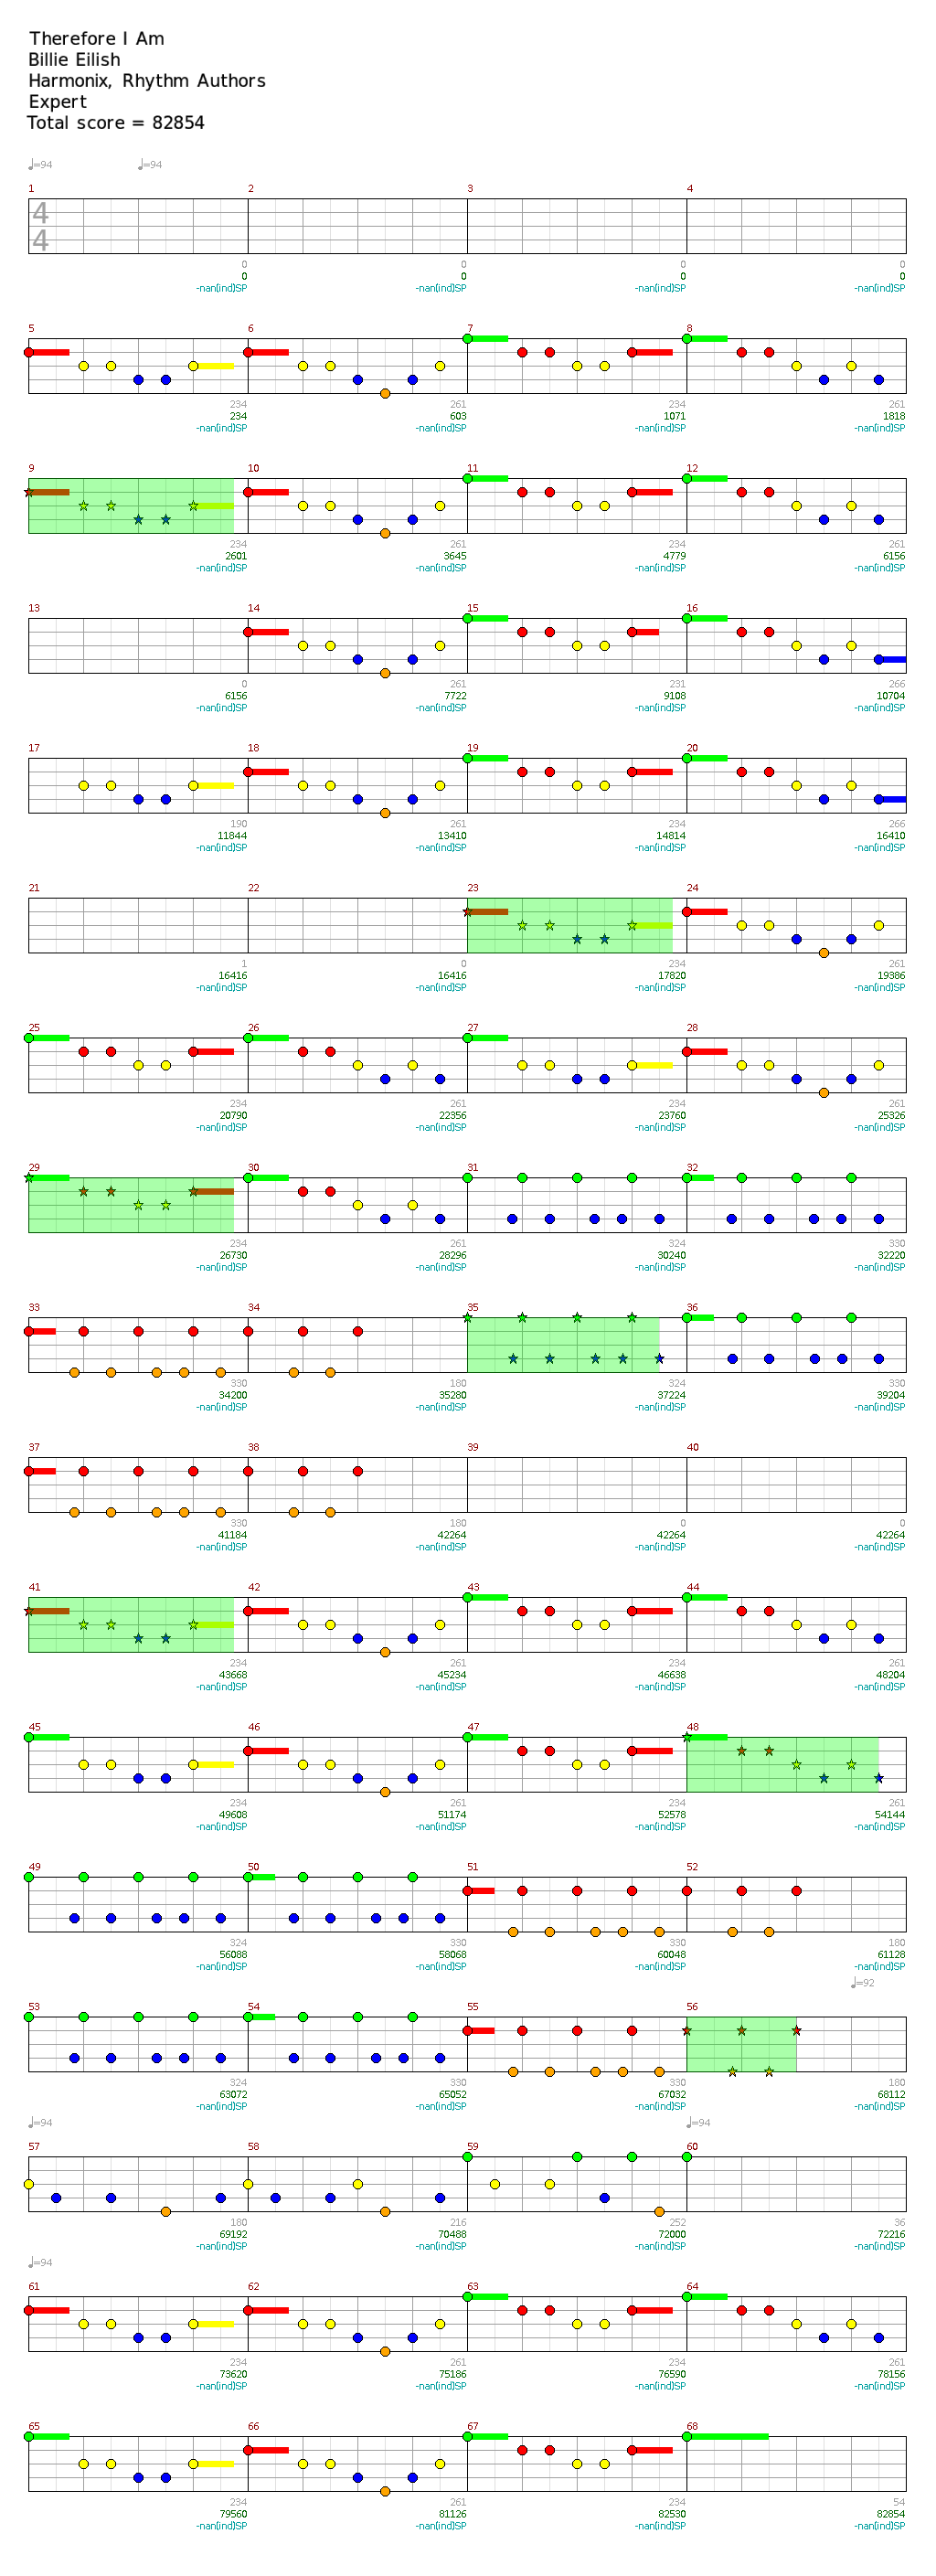 Therefore I Am
Billie Eilish
Harmonix, Rhythm Authors
Expert
Total score = 82854
♩=94 ♩=94
1 2 3 4
4
4
0 0 0 0
0 0 0 0
-nan(ind)SP -nan(ind)SP -nan(ind)SP -nan(ind)SP
5 6 7 8
234 261 234 261
234 603 1071 1818
-nan(ind)SP -nan(ind)SP -nan(ind)SP -nan(ind)SP
9 10 11 12
234 261 234 261
2601 3645 4779 6156
-nan(ind)SP -nan(ind)SP -nan(ind)SP -nan(ind)SP
13 14 15 16
0 261 231 266
6156 7722 9108 10704
-nan(ind)SP -nan(ind)SP -nan(ind)SP -nan(ind)SP
17 18 19 20
190 261 234 266
11844 13410 14814 16410
-nan(ind)SP -nan(ind)SP -nan(ind)SP -nan(ind)SP
21 22 23 24
1 0 234 261
16416 16416 17820 19386
-nan(ind)SP -nan(ind)SP -nan(ind)SP -nan(ind)SP
25 26 27 28
234 261 234 261
20790 22356 23760 25326
-nan(ind)SP -nan(ind)SP -nan(ind)SP -nan(ind)SP
29 30 31 32
234 261 324 330
26730 28296 30240 32220
-nan(ind)SP -nan(ind)SP -nan(ind)SP -nan(ind)SP
33 34 35 36
330 180 324 330
34200 35280 37224 39204
-nan(ind)SP -nan(ind)SP -nan(ind)SP -nan(ind)SP
37 38 39 40
330 180 0 0
41184 42264 42264 42264
-nan(ind)SP -nan(ind)SP -nan(ind)SP -nan(ind)SP
41 42 43 44
234 261 234 261
43668 45234 46638 48204
-nan(ind)SP -nan(ind)SP -nan(ind)SP -nan(ind)SP
45 46 47 48
234 261 234 261
49608 51174 52578 54144
-nan(ind)SP -nan(ind)SP -nan(ind)SP -nan(ind)SP
49 50 51 52
324 330 330 180
56088 58068 60048 61128
-nan(ind)SP -nan(ind)SP -nan(ind)SP -nan(ind)SP
♩=92
53 54 55 56
324 330 330 180
63072 65052 67032 68112
-nan(ind)SP -nan(ind)SP -nan(ind)SP -nan(ind)SP
♩=94 ♩=94
57 58 59 60
180 216 252 36
69192 70488 72000 72216
-nan(ind)SP -nan(ind)SP -nan(ind)SP -nan(ind)SP
♩=94
61 62 63 64
234 261 234 261
73620 75186 76590 78156
-nan(ind)SP -nan(ind)SP -nan(ind)SP -nan(ind)SP
65 66 67 68
234 261 234 54
79560 81126 82530 82854
-nan(ind)SP -nan(ind)SP -nan(ind)SP -nan(ind)SP